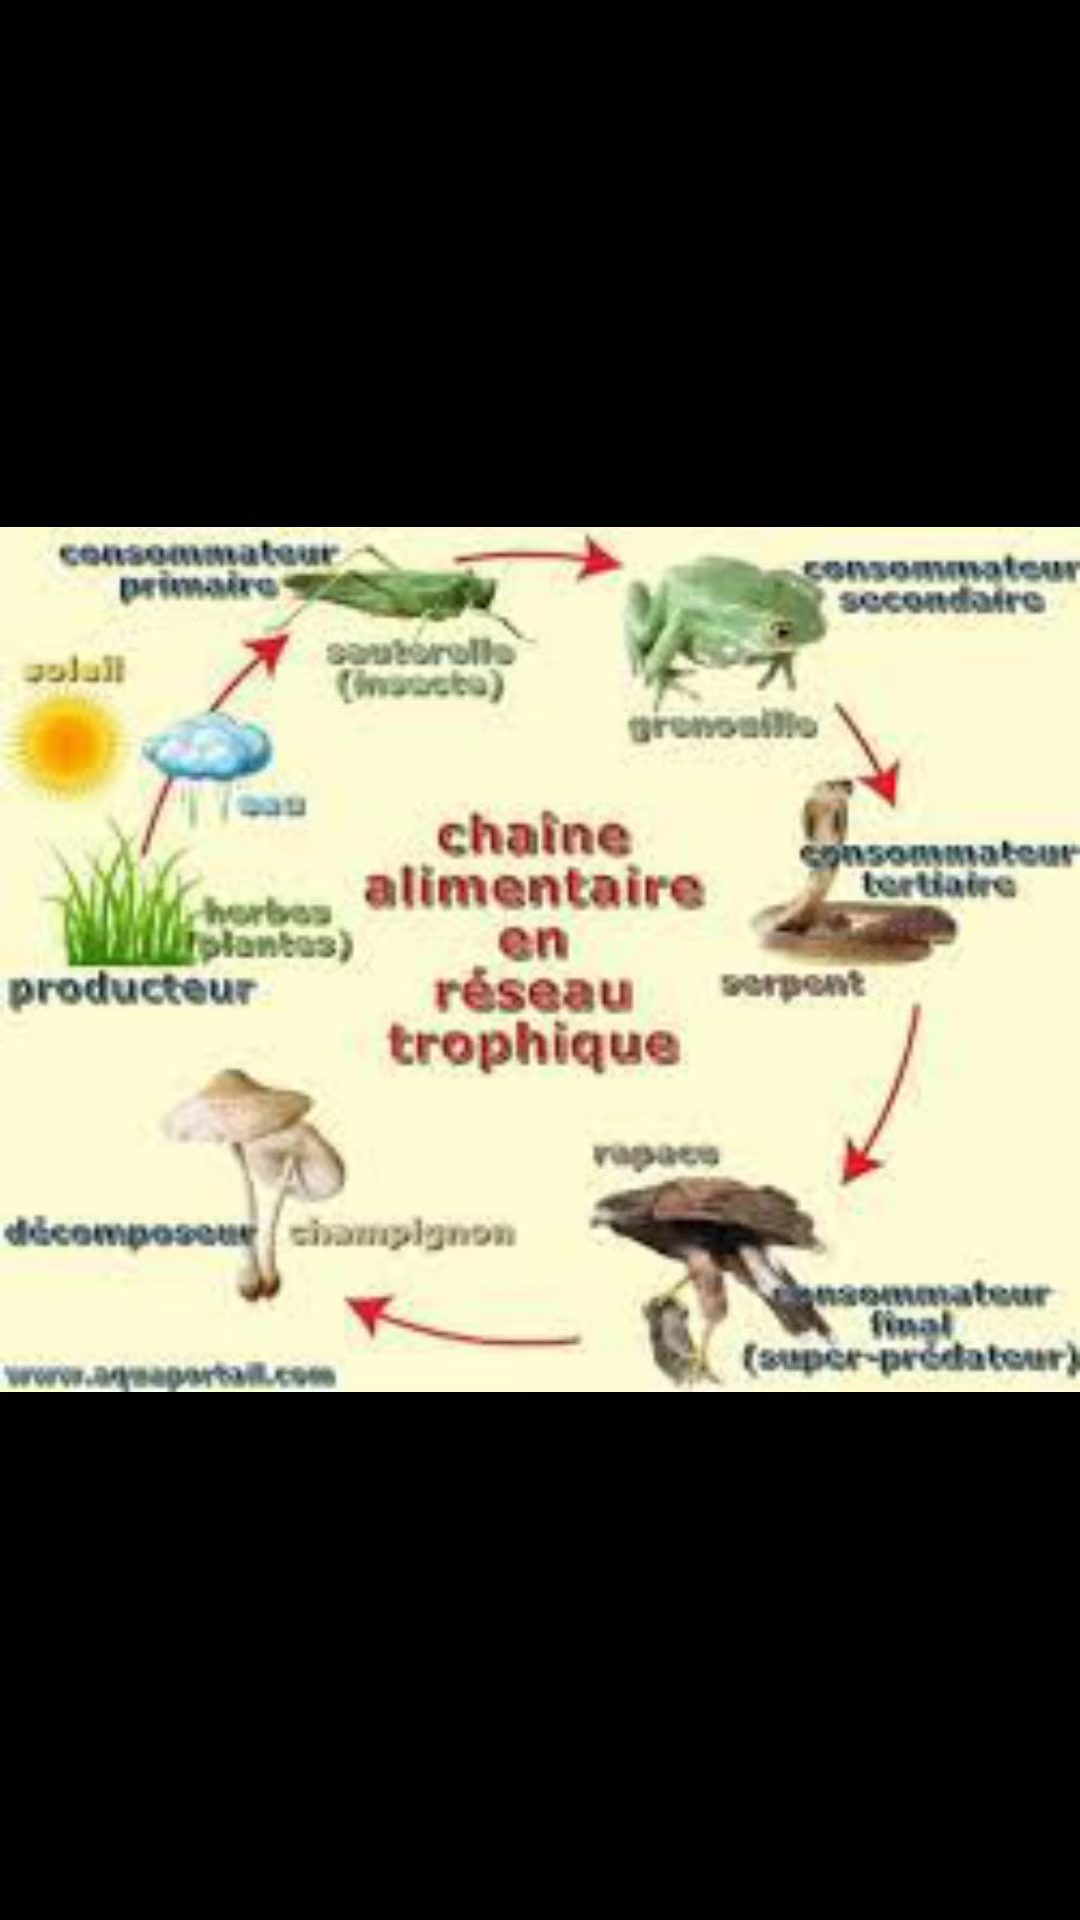 consommateur
primaire
sauterelle
(insecte)
consommateur
secondaire
grenouille
soleil
eau
herbes
(plantes)
producteur
chaîne
alimentaire
en
réseau
trophique
consommateur
tertiaire
serpent
rapace
consommateur
final
(super-prédateur)
décomposeur
champignon
www.aquaportail.com